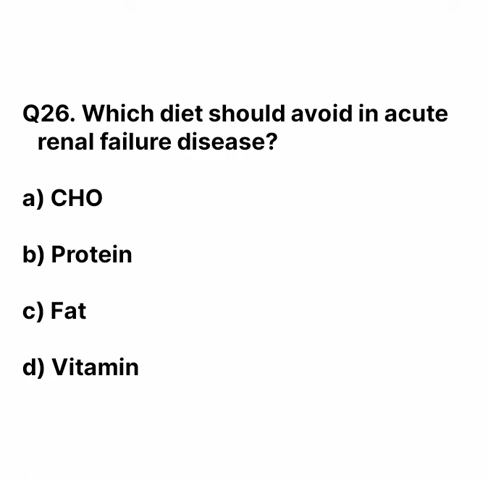 Q26. Which diet should avoid in acute
renal failure disease?
a) CHO
b) Protein
c) Fat
d) Vitamin